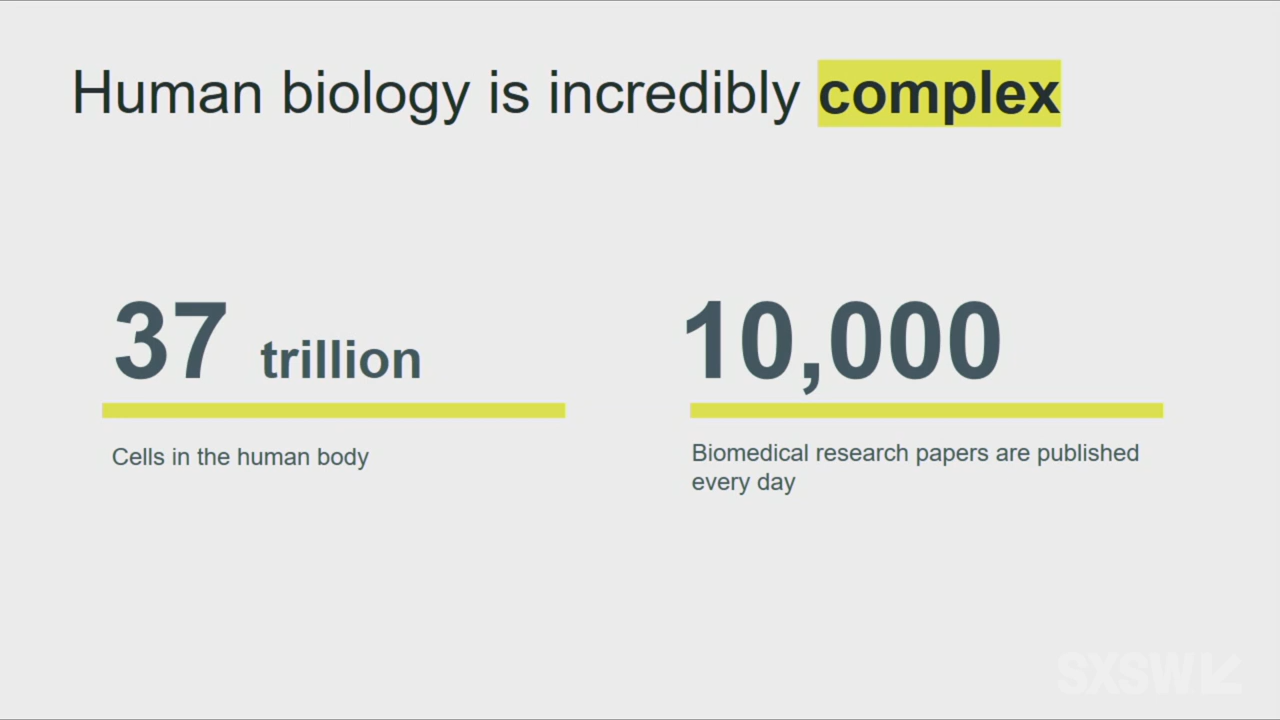 Human biology is incredibly complex
37 trillion
Cells in the human body
10,000
Biomedical research papers are published
every day
SXSW